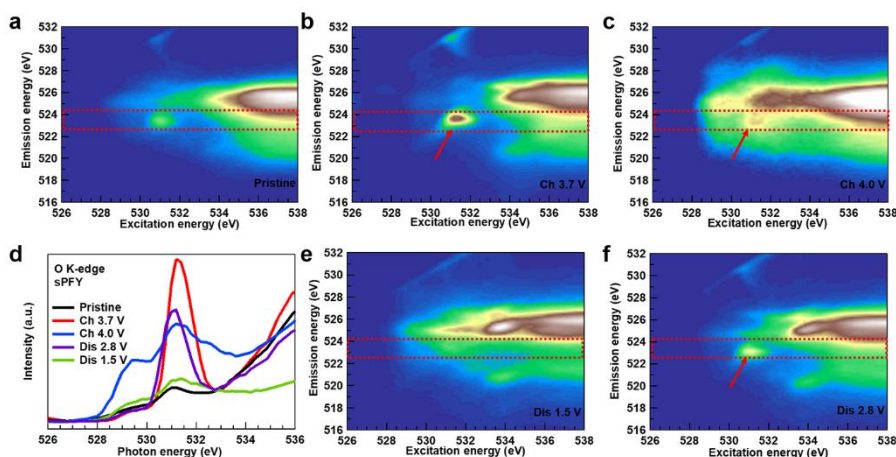 a
532
530
528
526
524
522
520
518
516
Emission energy (eV)
Pristine
526 528 530 532 534 536 538
Excitation energy (eV)
b
532
530
528
526
524
522
520
518
516
Emission energy (eV)
Ch 3.7 V
526 528 530 532 534 536 538
Excitation energy (eV)
c
532
530
528
526
524
522
520
518
516
Emission energy (eV)
Ch 4.0 V
526 528 530 532 534 536 538
Excitation energy (eV)
d
O K-edge
sPFY
Pristine
Ch 3.7 V
Ch 4.0 V
Dis 2.8 V
Dis 1.5 V
Intensity (a.u.)
526 528 530 532 534 536
Photon energy (eV)
e
532
530
528
526
524
522
520
518
516
Emission energy (eV)
Dis 1.5 V
526 528 530 532 534 536 538
Excitation energy (eV)
f
532
530
528
526
524
522
520
518
516
Emission energy (eV)
Dis 2.8 V
526 528 530 532 534 536 538
Excitation energy (eV)